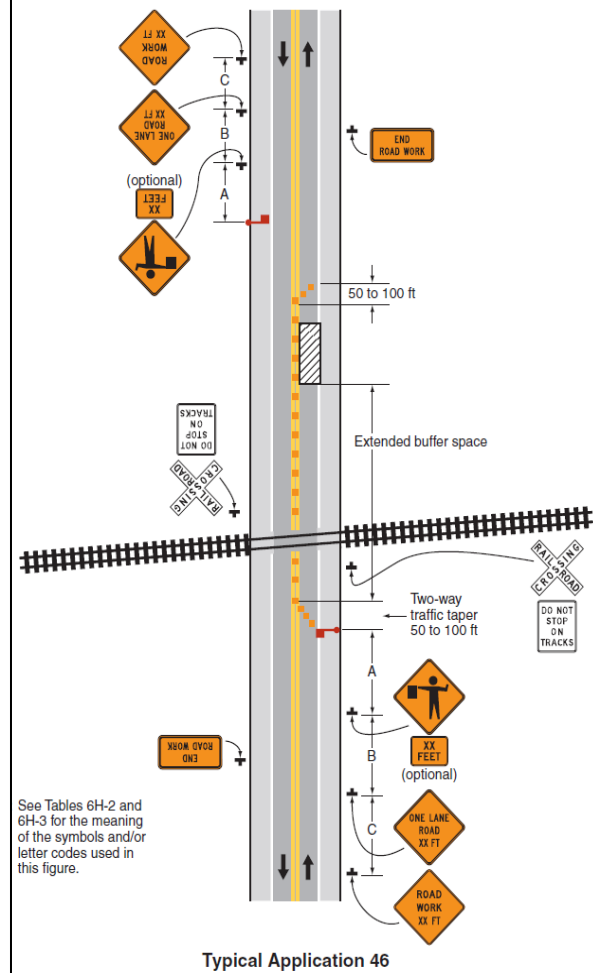 ROAD
WORK
XX FT
C
ONE LANE
ROAD
XX FT
B
END
ROAD WORK
(optional)
XX
FEET
A
50 to 100 ft
DO NOT
STOP
ON
TRACKS
Extended buffer space
RAILROAD
CROSSING
RAILROAD
CROSSING
Two-way
traffic taper
50 to 100 ft
DO NOT
STOP
ON
TRACKS
A
END
ROAD WORK
B
XX
FEET
(optional)
See Tables 6H-2 and
6H-3 for the meaning
of the symbols and/or
letter codes used in
this figure.
C
ONE LANE
ROAD
XX FT
ROAD
WORK
XX FT
Typical Application 46